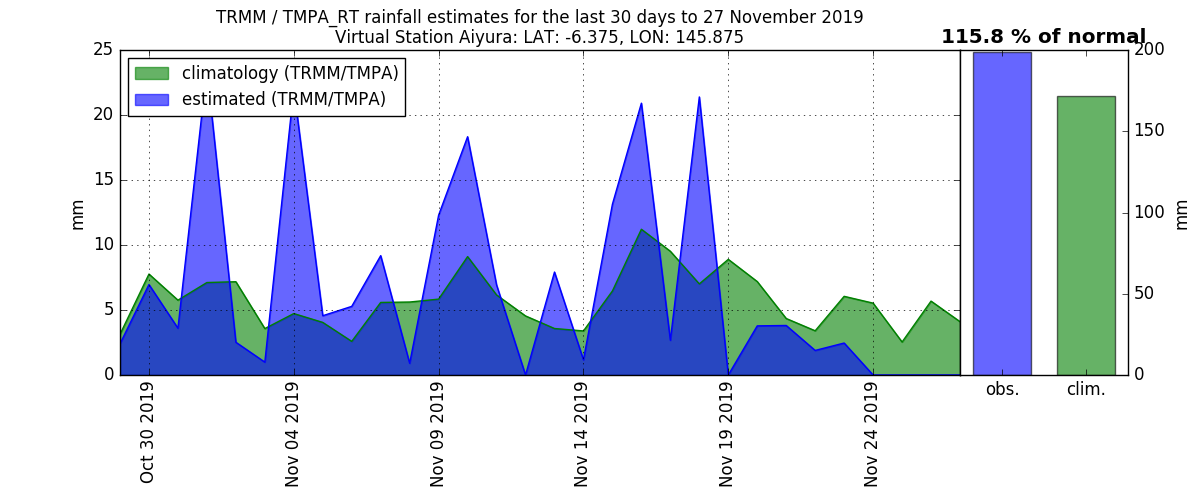 TRMM / TMPA_RT rainfall estimates for the last 30 days to 27 November 2019
Virtual Station Aiyura: LAT: -6.375, LON: 145.875
115.8 % of normal
climatology (TRMM/TMPA)
estimated (TRMM/TMPA)
25
20
15
10
5
0
mm
Oct 30 2019
Nov 04 2019
Nov 09 2019
Nov 14 2019
Nov 19 2019
Nov 24 2019
200
150
100
50
0
mm
obs.
clim.